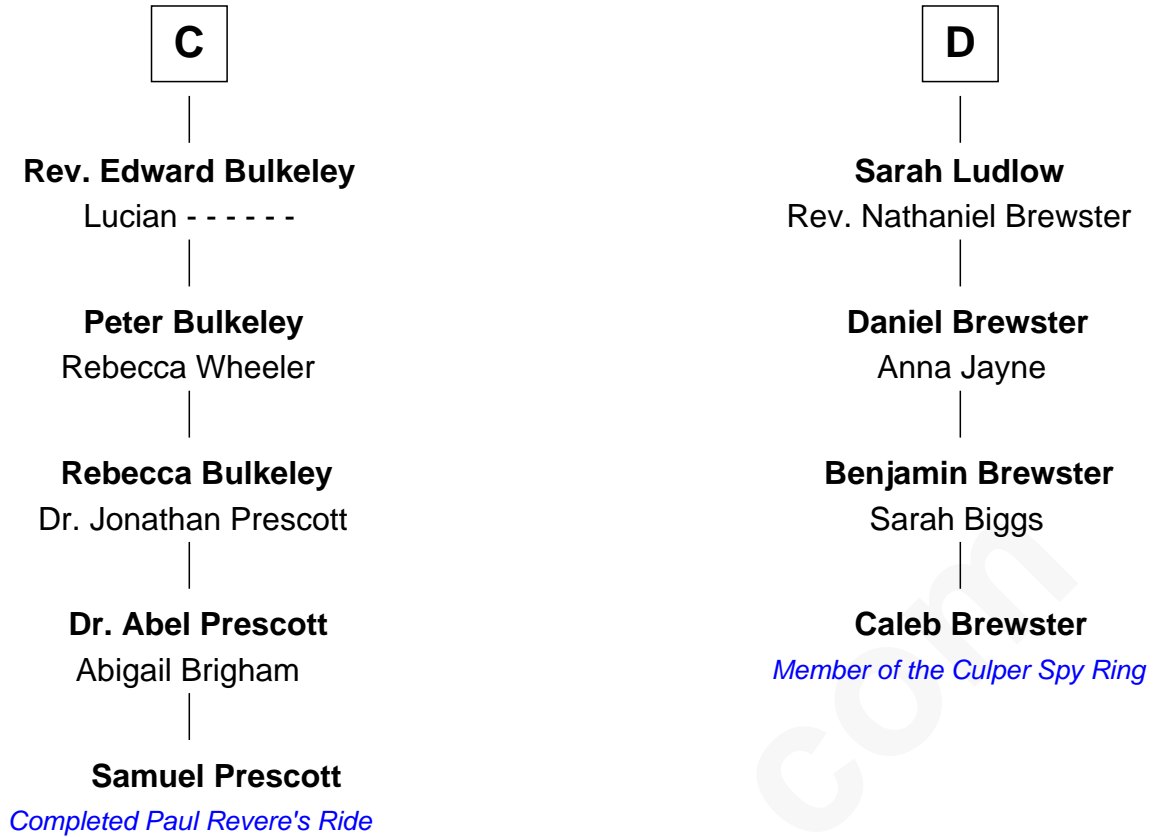 C
Rev. Edward Bulkeley
Lucian - - - - - -
Peter Bulkeley
Rebecca Wheeler
Rebecca Bulkeley
Dr. Jonathan Prescott
Dr. Abel Prescott
Abigail Brigham
Samuel Prescott
Completed Paul Revere's Ride
D
Sarah Ludlow
Rev. Nathaniel Brewster
Daniel Brewster
Anna Jayne
Benjamin Brewster
Sarah Biggs
Caleb Brewster
Member of the Culper Spy Ring
com